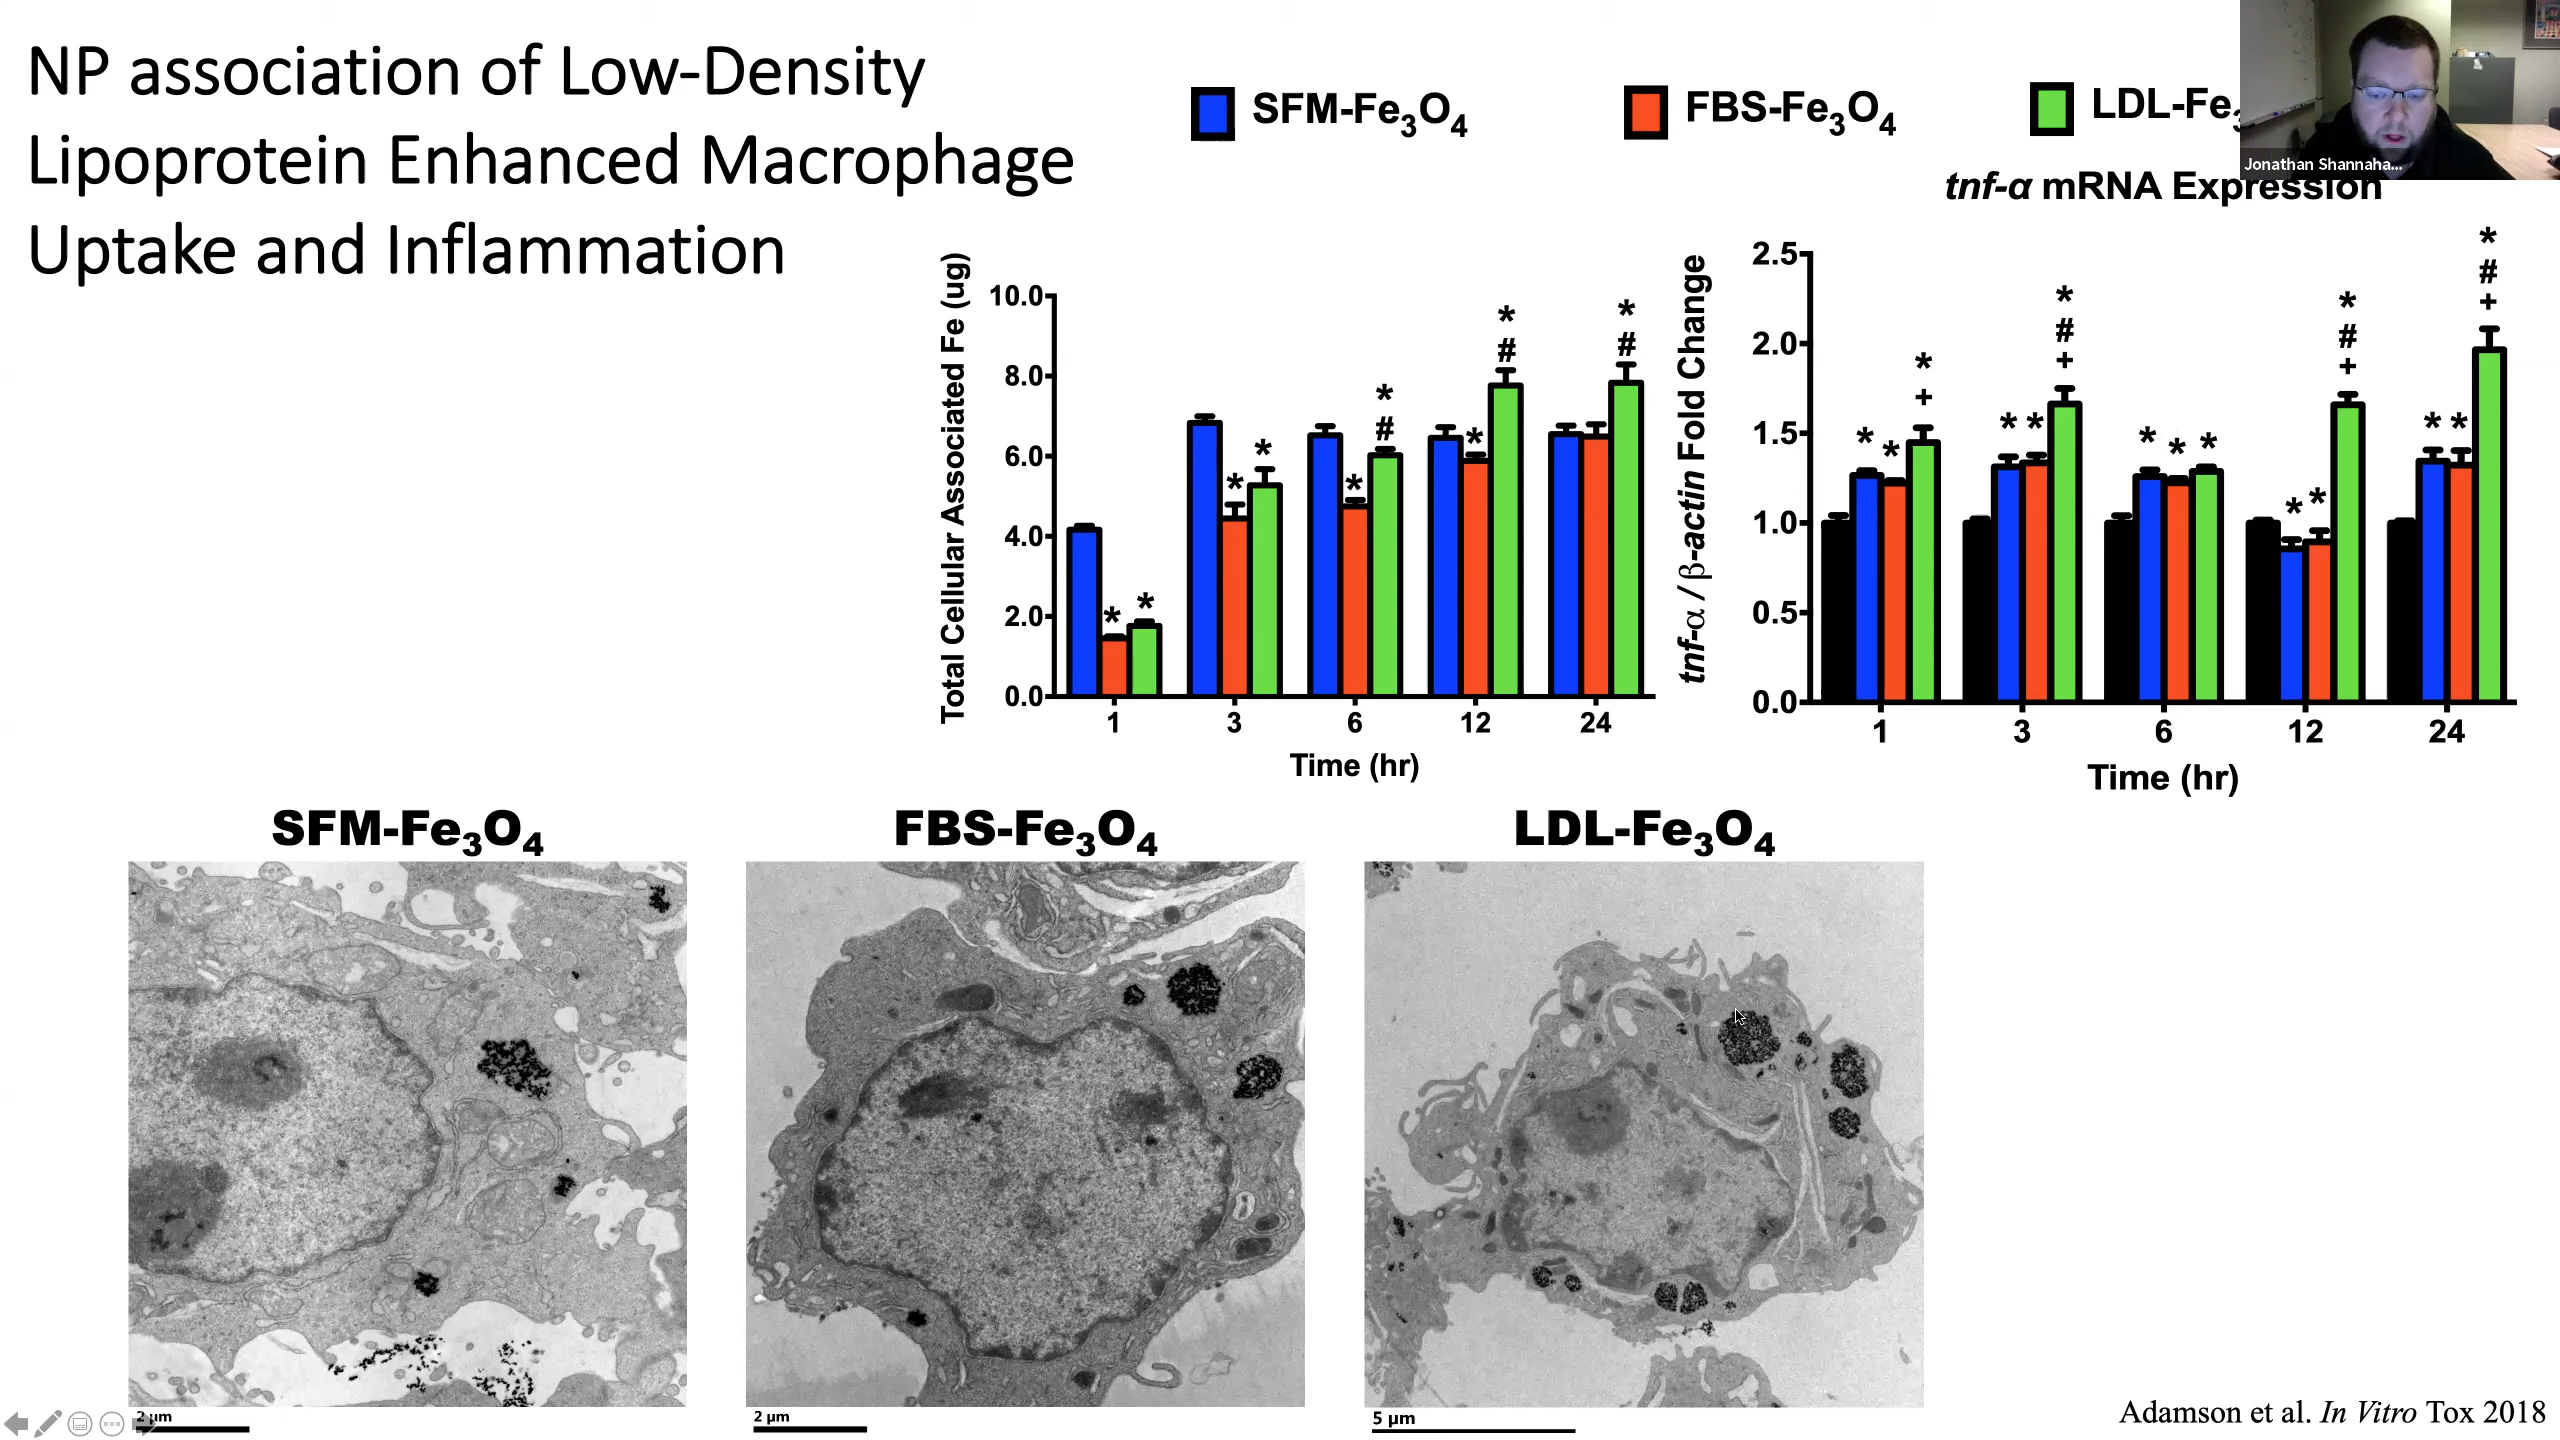 NP association of Low-Density
Lipoprotein Enhanced Macrophage
Uptake and Inflammation
SFM-Fe3O4
FBS-Fe3O4
LDL-Fe3
Jonathan Shannaha...
Total Cellular Associated Fe (ug)
10.0
8.0
6.0
4.0
2.0
0.0
* *
* *
* * #
* * #
* #
1 3 6 12 24
Time (hr)
tnf-α mRNA Expression
tnf-α / β-actin Fold Change
2.5
2.0
1.5
1.0
0.5
0.0
* * * +
* * * # +
* * *
* * * # +
* * * # +
1 3 6 12 24
Time (hr)
SFM-Fe3O4
FBS-Fe3O4
LDL-Fe3O4
2 µm
2 µm
5 µm
Adamson et al. In Vitro Tox 2018